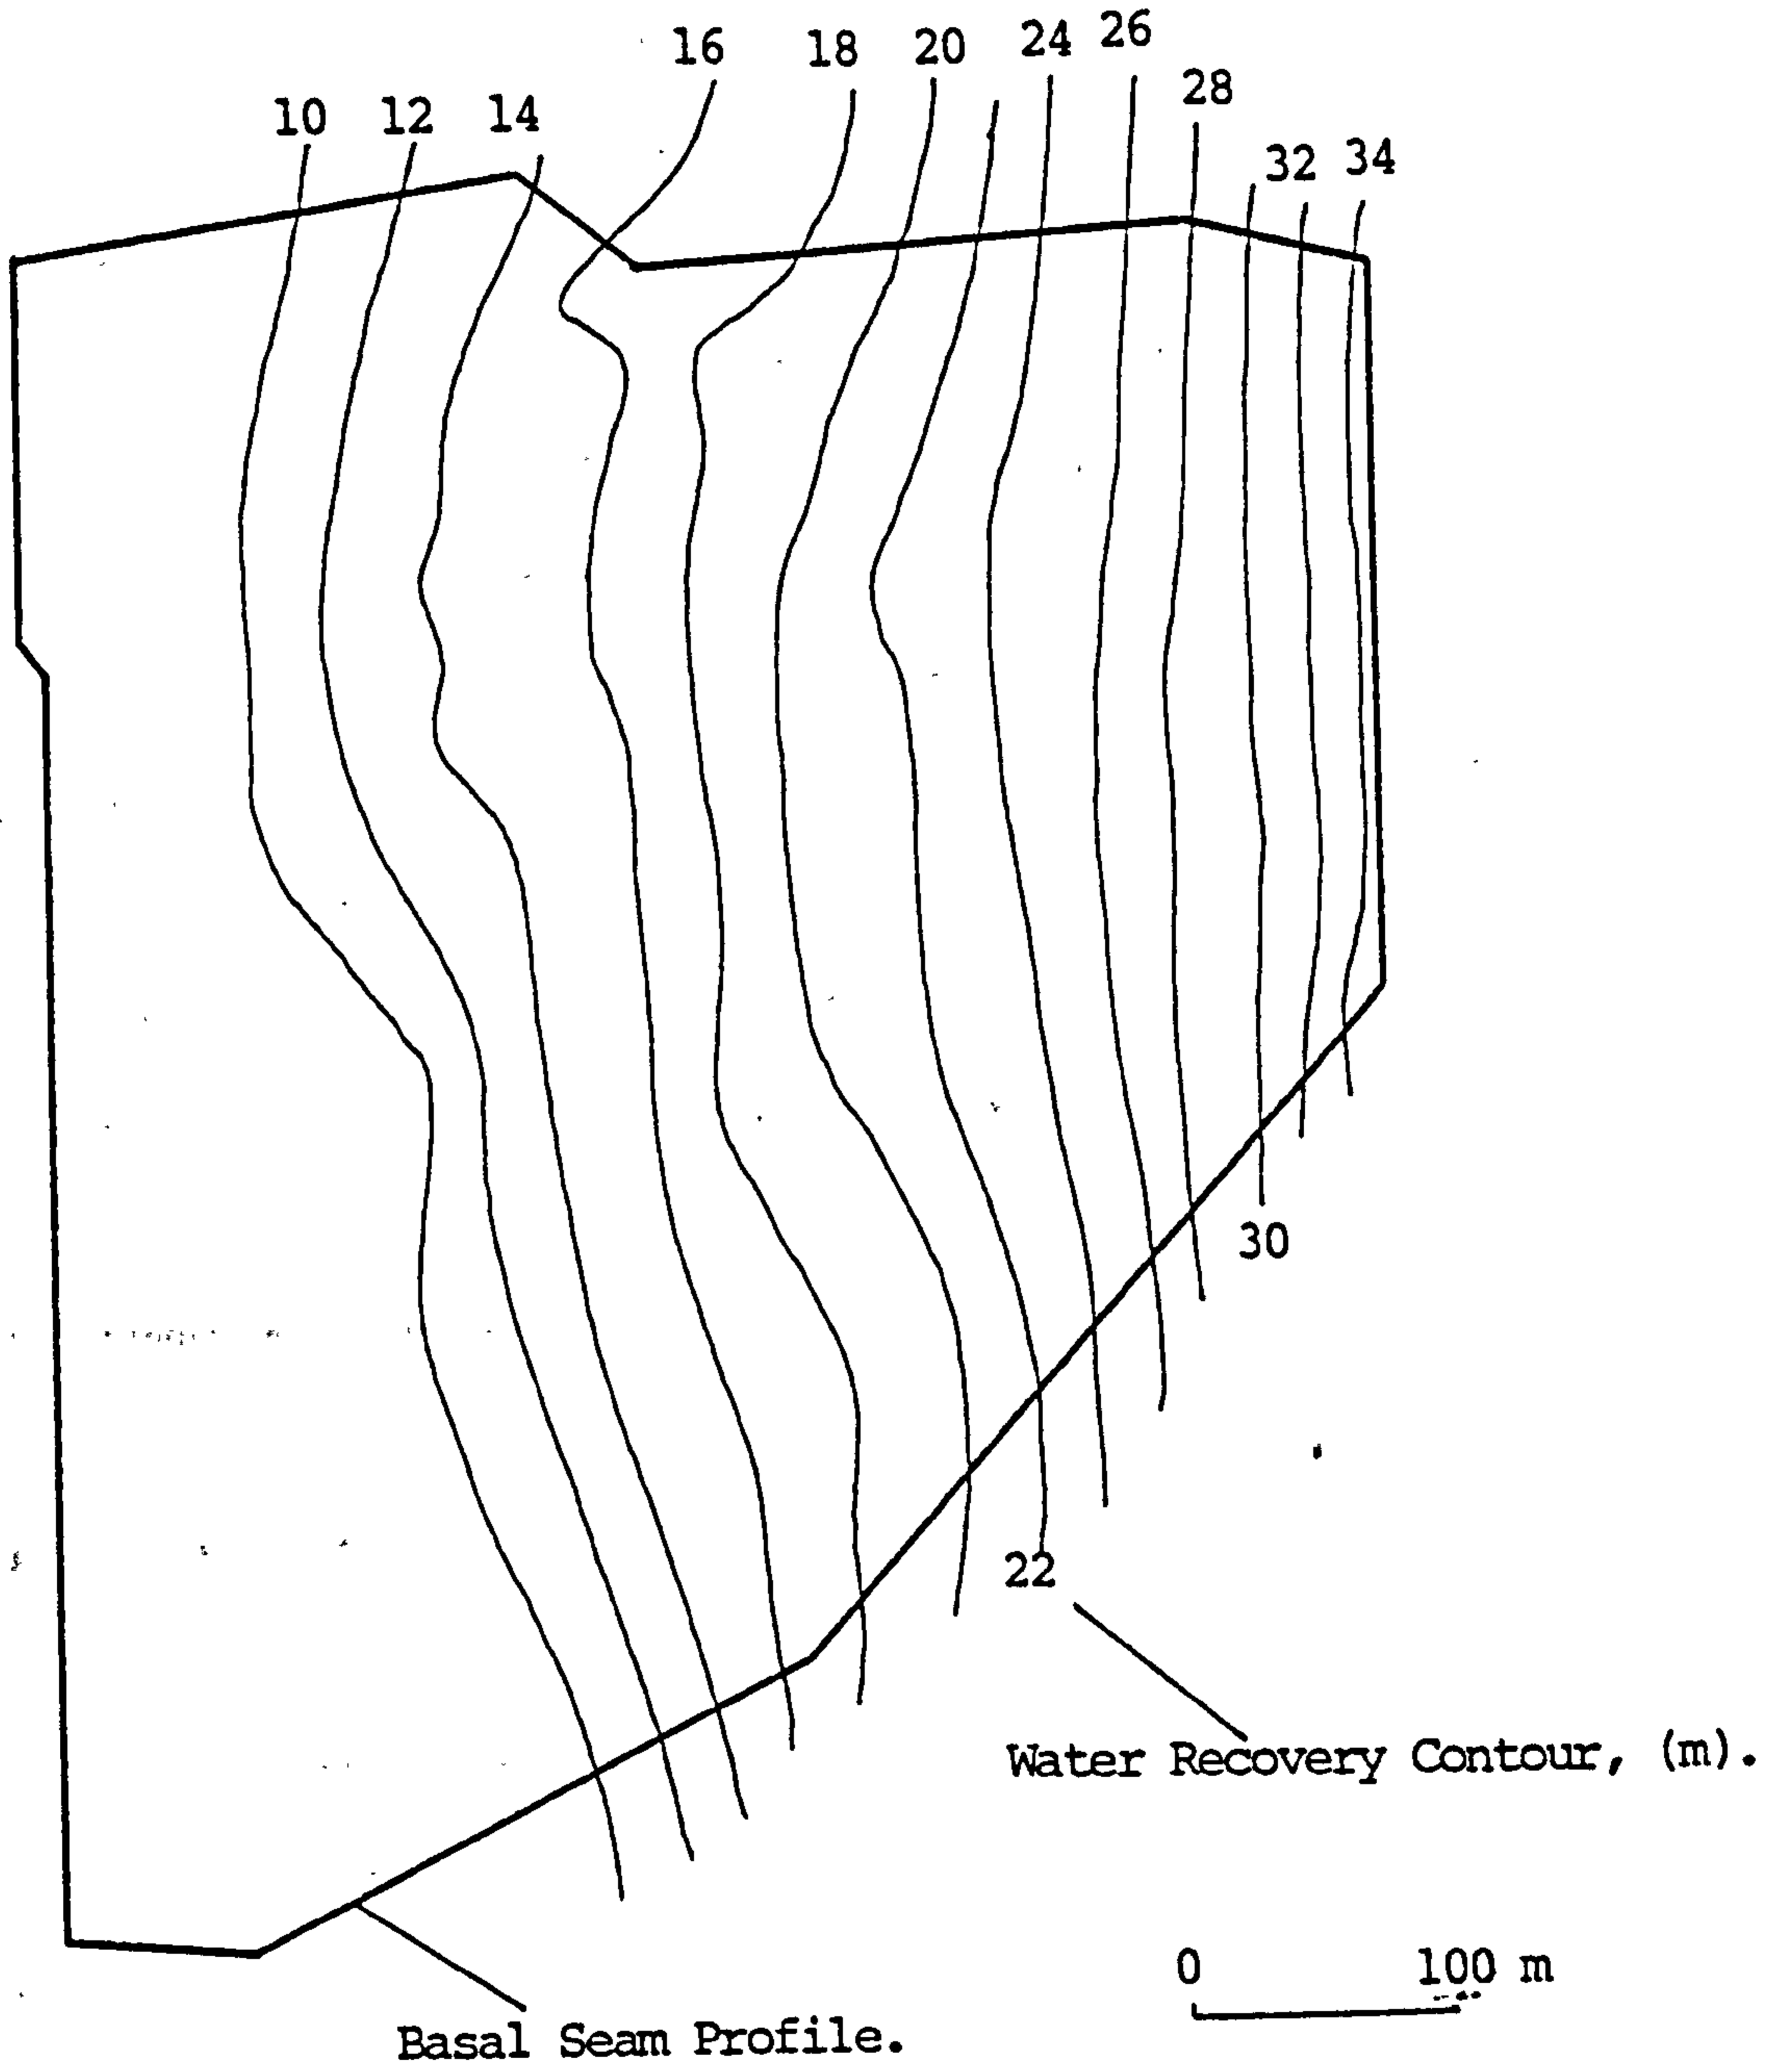 16 18 20 24 26
28
10 12 14
32 34
30
22
Water Recovery Contour, (m).
0 100 m
Basal Seam Profile.